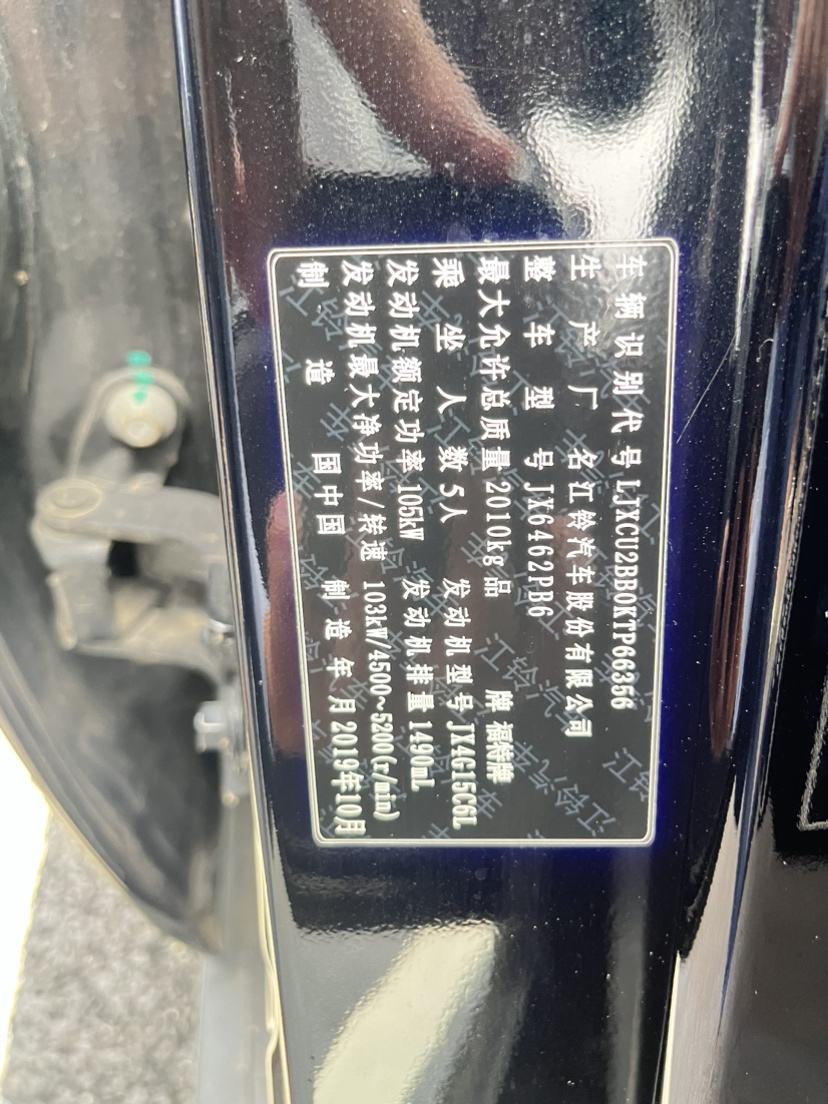 车辆识别代号 LJXCU2BB0KTP66356
生产厂名 江铃汽车股份有限公司
整车型号 JX6462PB6
最大允许总质量 2010kg 品牌 福特牌
乘坐人数 5人 发动机型号 JX4G15C6L
发动机额定功率 105kW 发动机排量 1490mL
发动机最大净功率/转速 103kW/4500~5200(r/min)
制造国 中国 制造年月 2019年10月